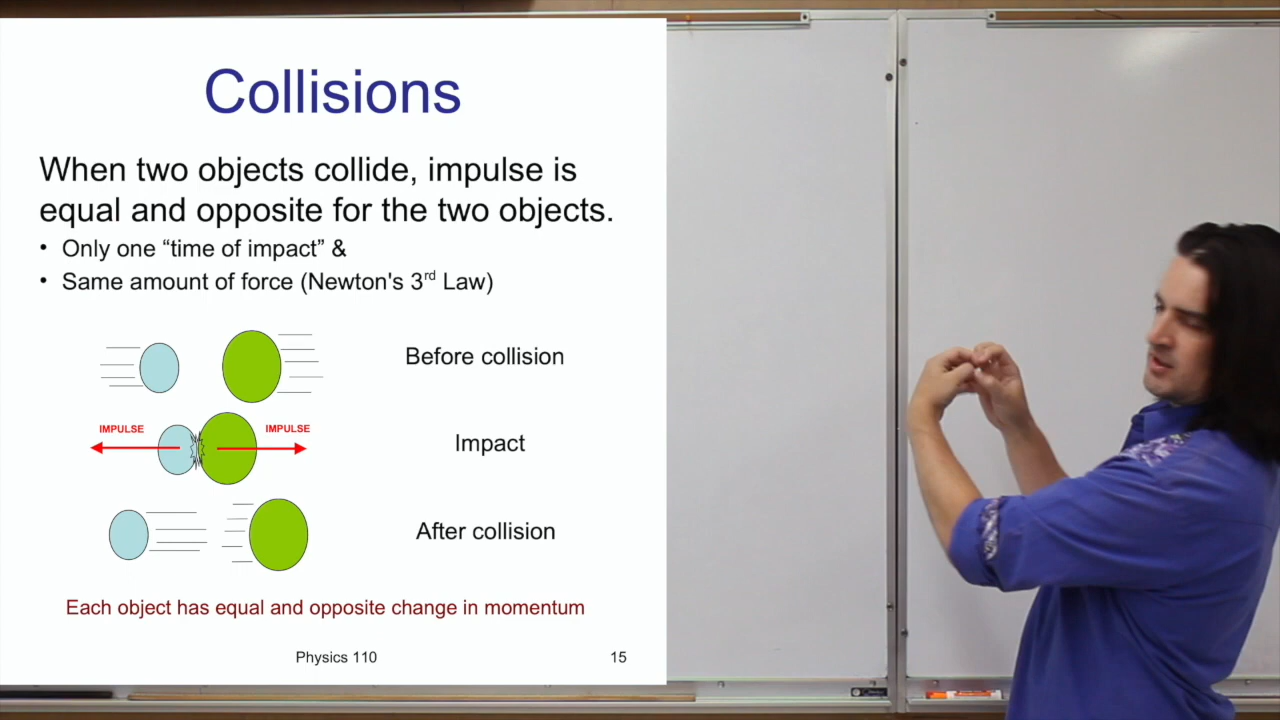 Collisions
When two objects collide, impulse is
equal and opposite for the two objects.
• Only one “time of impact” &
• Same amount of force (Newton's 3rd Law)
Before collision
IMPULSE IMPULSE
Impact
After collision
Each object has equal and opposite change in momentum
Physics 110 15